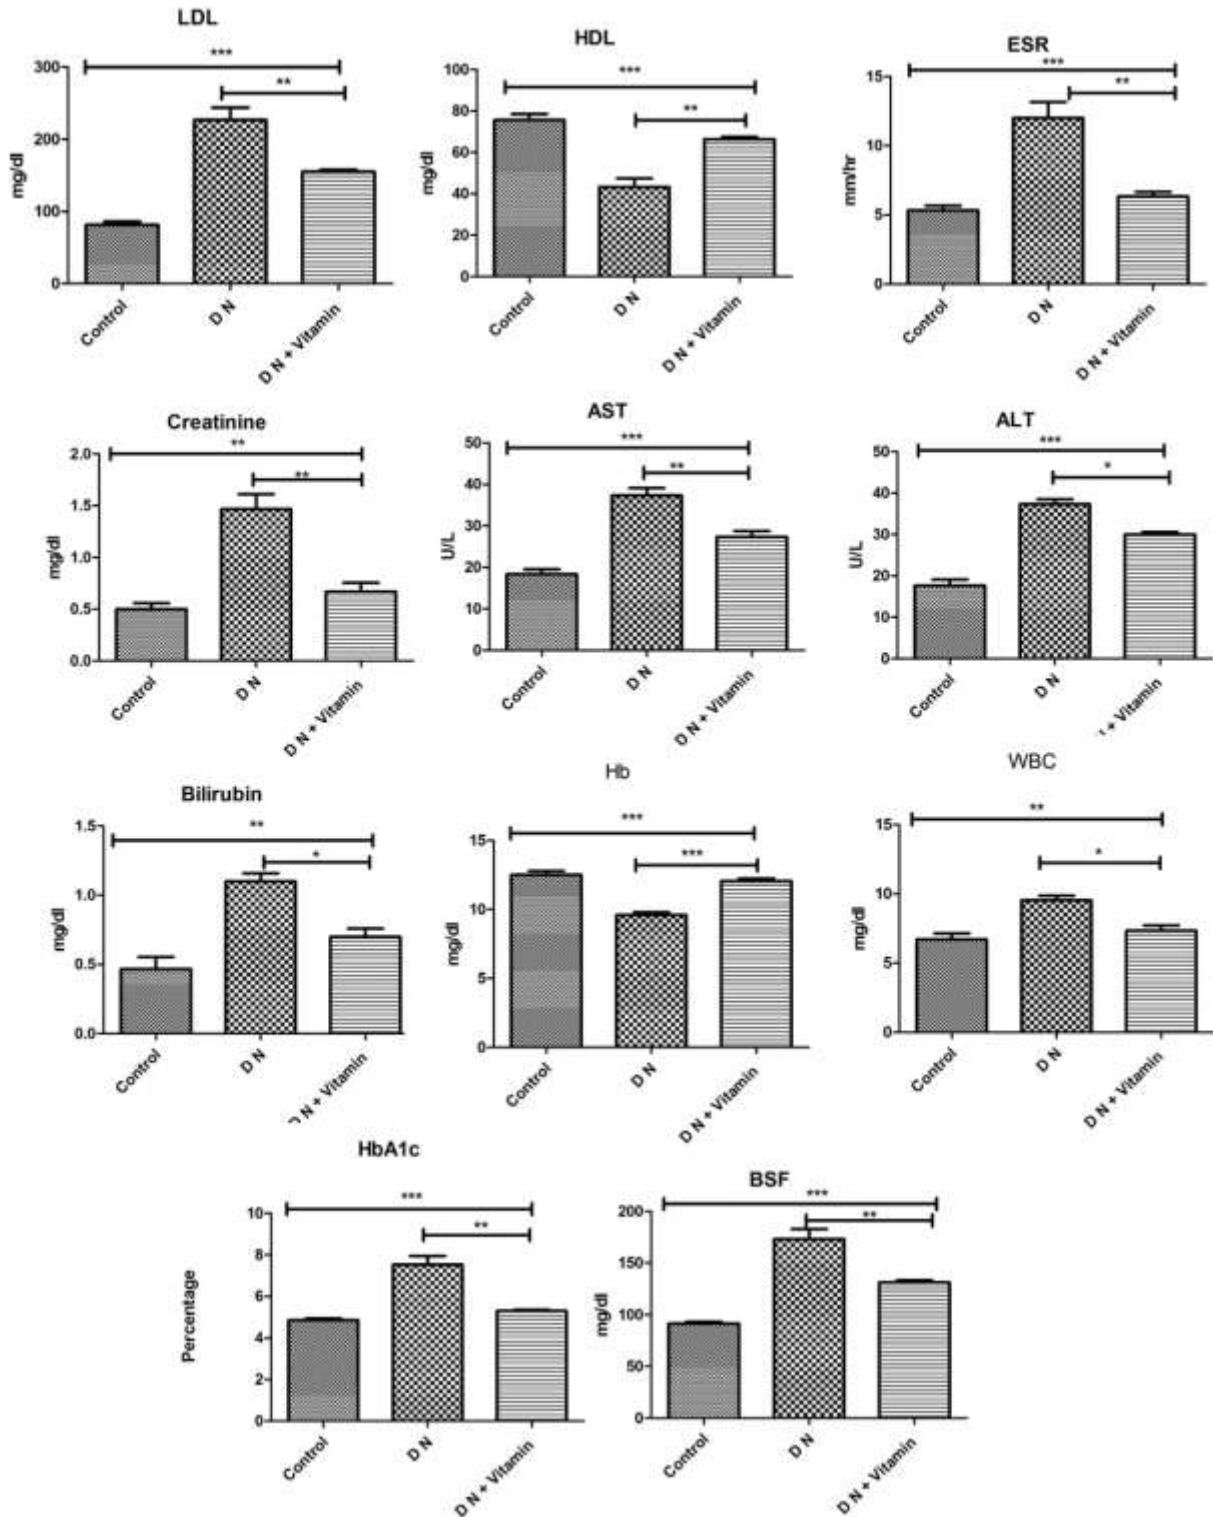 LDL
***
**
300
200
100
0
mg/dl
Control
D N
D N + Vitamin
HDL
***
**
100
80
60
40
20
0
mg/dl
Control
D N
D N + Vitamin
ESR
***
**
15
10
5
0
mm/hr
Control
D N
D N + Vitamin
Creatinine
**
**
2.0
1.5
1.0
0.5
0.0
mg/dl
Control
D N
D N + Vitamin
AST
***
**
50
40
30
20
10
0
U/L
Control
D N
D N + Vitamin
ALT
***
*
50
40
30
20
10
0
U/L
Control
D N
+ Vitamin
Bilirubin
**
*
1.5
1.0
0.5
0.0
mg/dl
Control
D N
D N + Vitamin
Hb
***
***
15
10
5
0
mg/dl
Control
D N
D N + Vitamin
WBC
**
*
15
10
5
0
mg/dl
Control
D N
D N + Vitamin
HbA1c
***
**
10
8
6
4
2
0
Percentage
Control
D N
D N + Vitamin
BSF
***
**
200
150
100
50
0
mg/dl
Control
D N
D N + Vitamin